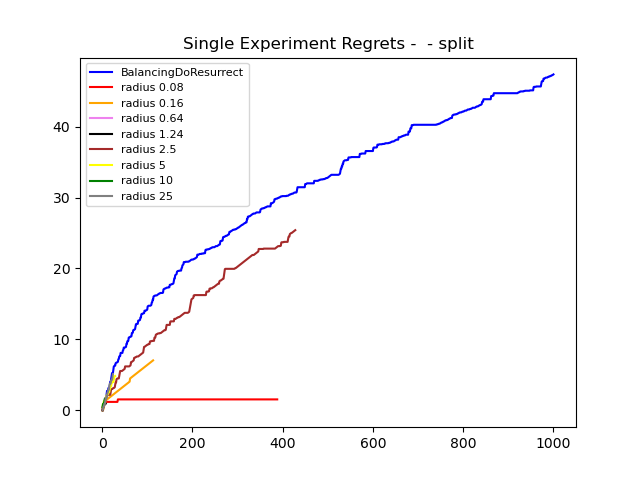 Single Experiment Regrets -  - split
BalancingDoResurrect
radius 0.08
radius 0.16
radius 0.64
radius 1.24
radius 2.5
radius 5
radius 10
radius 25
40
30
20
10
0
0 200 400 600 800 1000